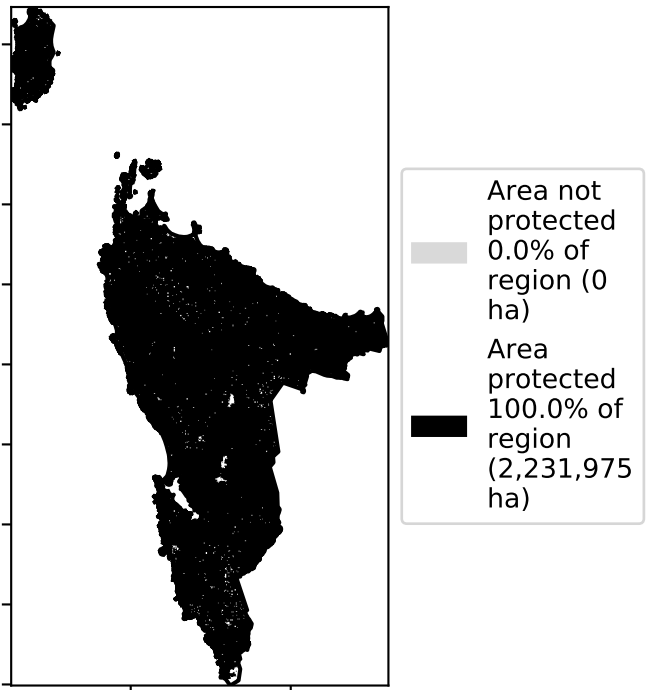 Area not
protected
0.0% of
region (0
ha)
Area
protected
100.0% of
region
(2,231,975
ha)